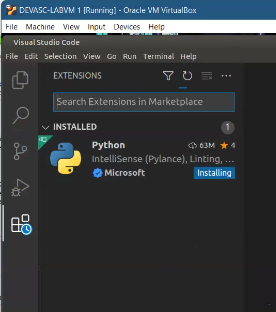 DEVASC-LABVM 1 [Running] - Oracle VM VirtualBox
File Machine View Input Devices Help
Visual Studio Code
File Edit Selection View Go Run Terminal Help
EXTENSIONS
Search Extensions in Marketplace
INSTALLED 1
Python 63M 4
IntelliSense (Pylance), Linting, ...
Microsoft Installing